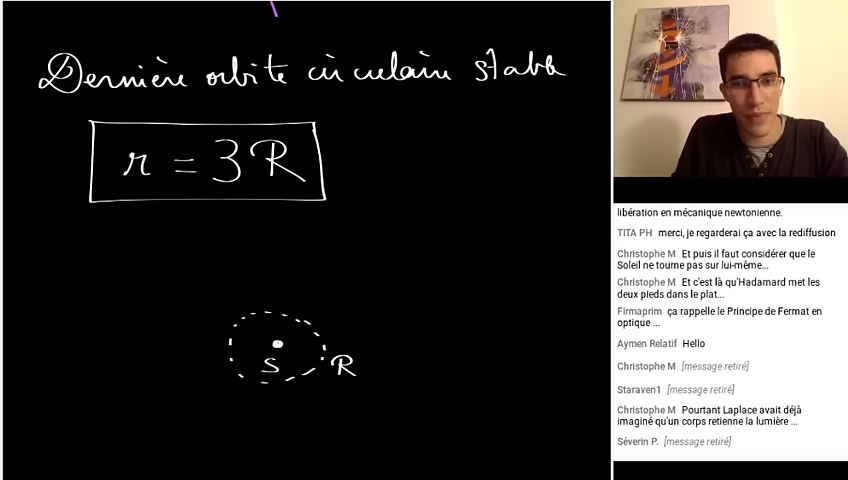 Dernière orbite circulaire stable
r = 3R
S
R
libération en mécanique newtonienne.
TITA PH merci, je regarderai ça avec la rediffusion
Christophe M Et puis il faut considérer que le
Soleil ne tourne pas sur lui-même...
Christophe M Et c'est là qu'Hadamard met les
deux pieds dans le plat...
Firmaprim ça rappelle le Principe de Fermat en
optique ...
Aymen Relatif Hello
Christophe M [message retiré]
Staraven1 [message retiré]
Christophe M Pourtant Laplace avait déjà
imaginé qu'un corps retienne la lumière ...
Séverin P. [message retiré]